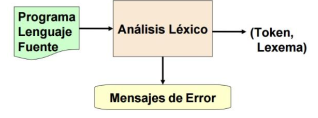 Programa
Lenguaje
Fuente
Análisis Léxico
(Token,
Lexema)
Mensajes de Error